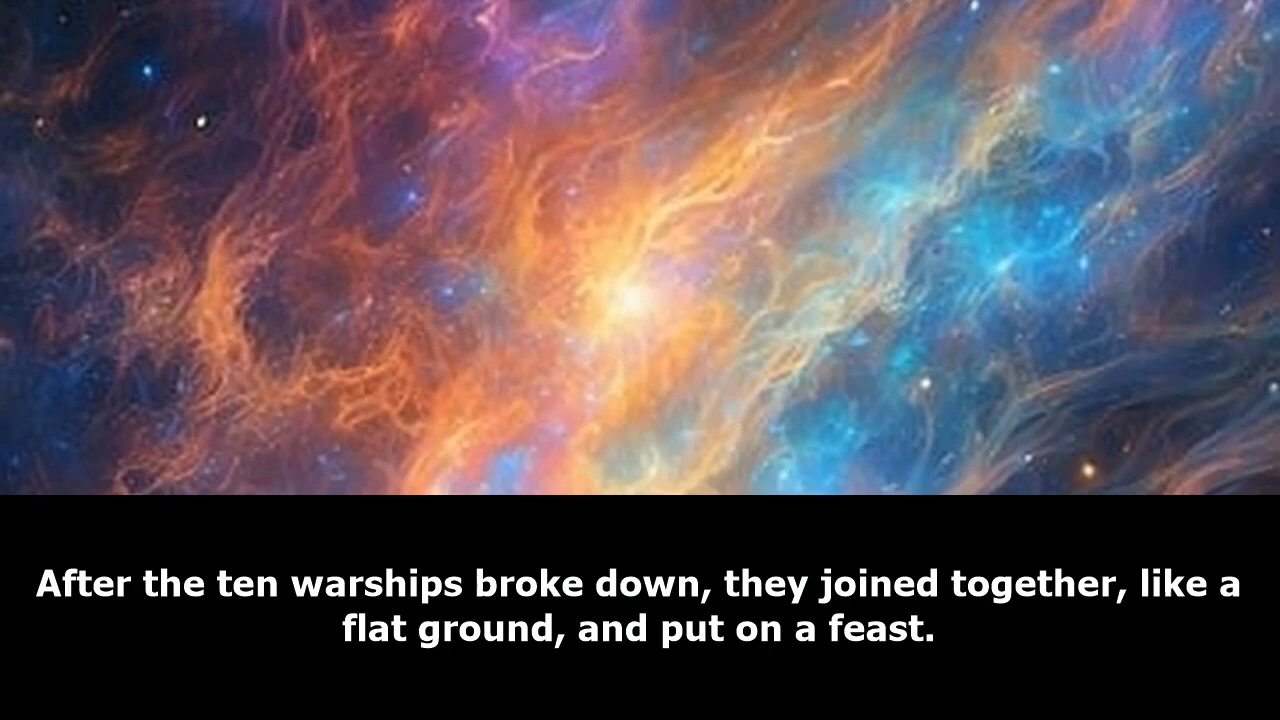 After the ten warships broke down, they joined together, like a
flat ground, and put on a feast.